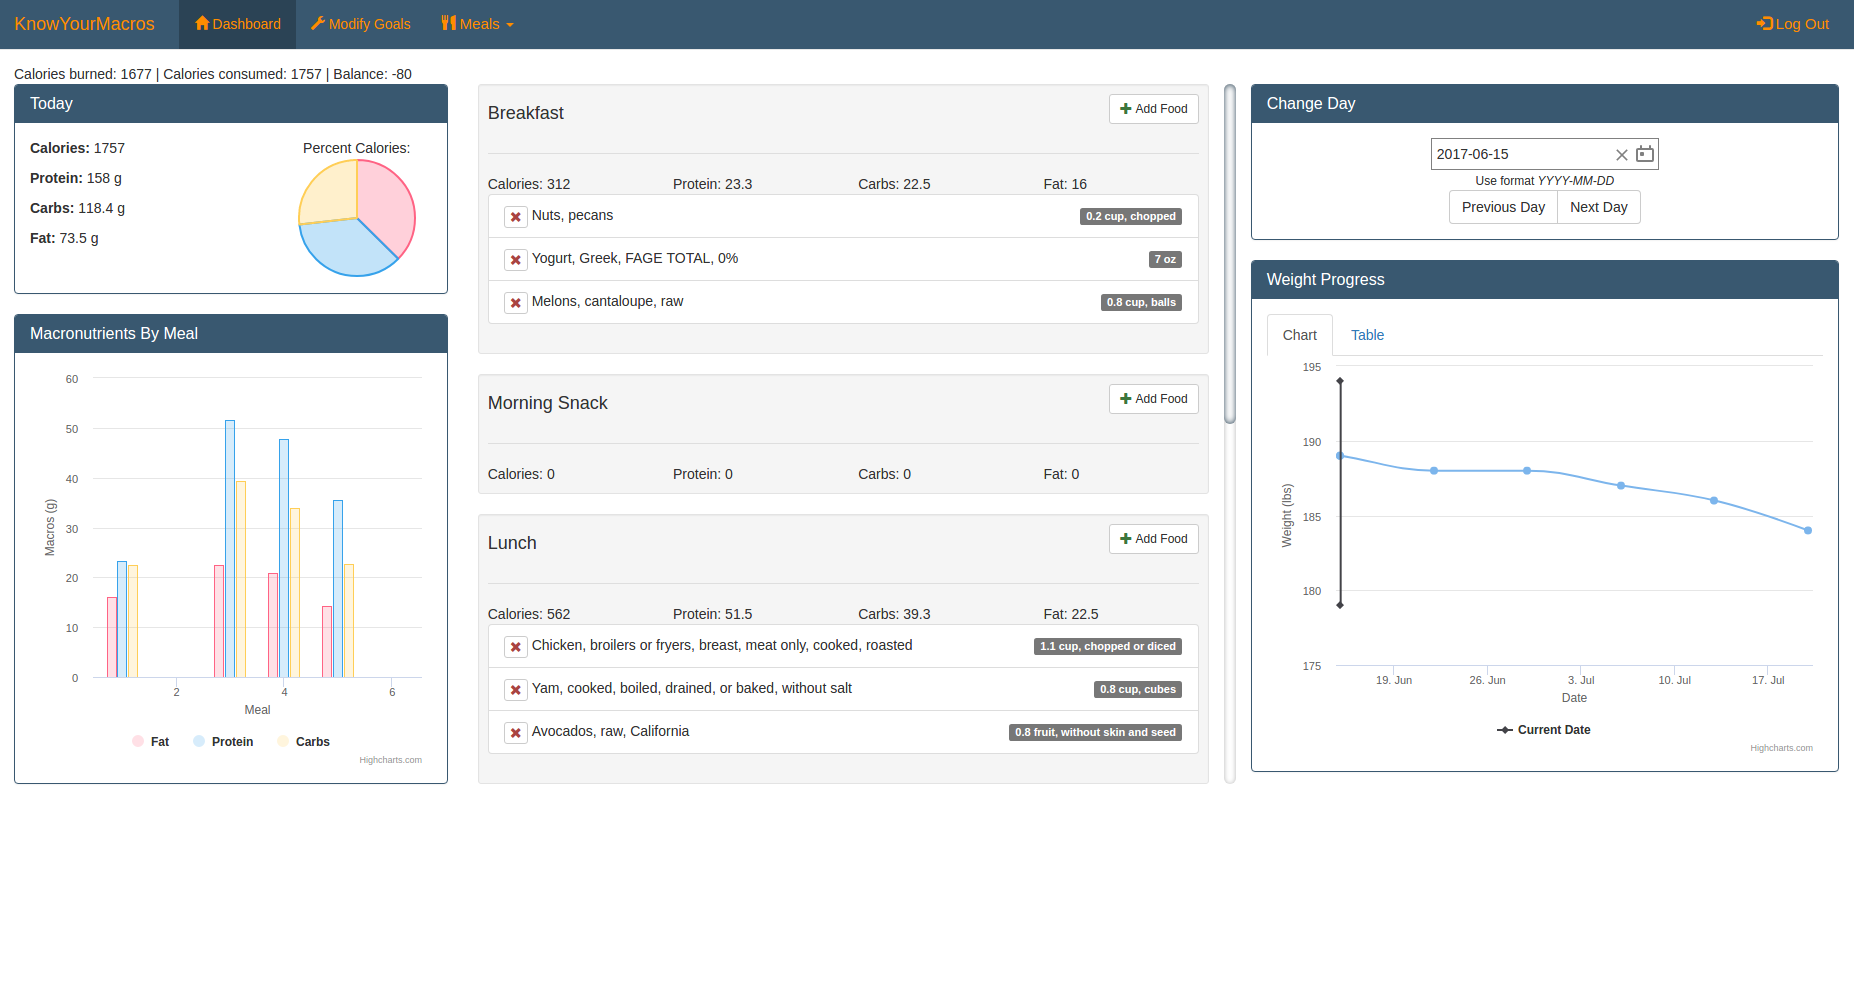 KnowYourMacros
Dashboard
Modify Goals
Meals
Log Out
Calories burned: 1677 | Calories consumed: 1757 | Balance: -80
Today
Calories: 1757
Protein: 158 g
Carbs: 118.4 g
Fat: 73.5 g
Percent Calories:
Macronutrients By Meal
60
50
40
30
20
10
0
Macros (g)
2
4
6
Meal
Fat
Protein
Carbs
Highcharts.com
Breakfast
Add Food
Calories: 312
Protein: 23.3
Carbs: 22.5
Fat: 16
Nuts, pecans
0.2 cup, chopped
Yogurt, Greek, FAGE TOTAL, 0%
7 oz
Melons, cantaloupe, raw
0.8 cup, balls
Morning Snack
Add Food
Calories: 0
Protein: 0
Carbs: 0
Fat: 0
Lunch
Add Food
Calories: 562
Protein: 51.5
Carbs: 39.3
Fat: 22.5
Chicken, broilers or fryers, breast, meat only, cooked, roasted
1.1 cup, chopped or diced
Yam, cooked, boiled, drained, or baked, without salt
0.8 cup, cubes
Avocados, raw, California
0.8 fruit, without skin and seed
Change Day
2017-06-15
Use format YYYY-MM-DD
Previous Day
Next Day
Weight Progress
Chart
Table
195
190
185
180
175
Weight (lbs)
19. Jun
26. Jun
3. Jul
10. Jul
17. Jul
Date
Current Date
Highcharts.com